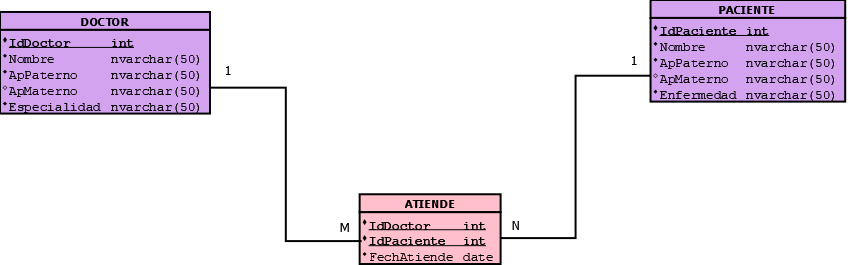 DOCTOR
IdDoctor int
Nombre nvarchar(50)
ApPaterno nvarchar(50)
ApMaterno nvarchar(50)
Especialidad nvarchar(50)
1
PACIENTE
IdPaciente int
Nombre nvarchar(50)
ApPaterno nvarchar(50)
ApMaterno nvarchar(50)
Enfermedad nvarchar(50)
1
M
ATIENDE
IdDoctor int
IdPaciente int
FechAtiende date
N